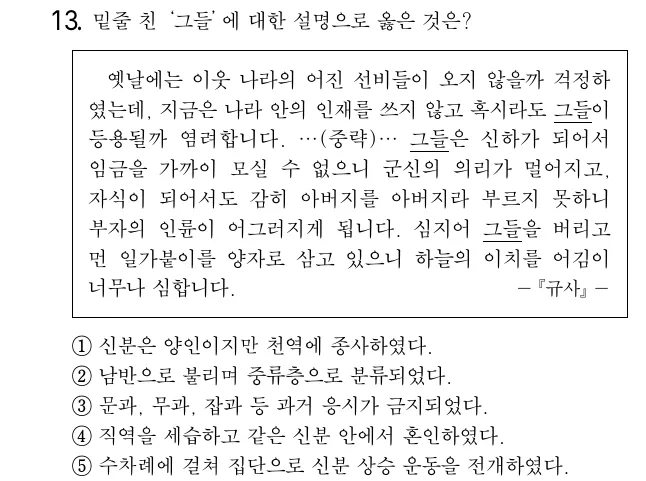 13. 밑줄 친 ‘그들’에 대한 설명으로 옳은 것은?
옛날에는 이웃 나라의 어진 선비들이 오지 않을까 걱정하
였는데, 지금은 나라 안의 인재를 쓰지 않고 혹시라도 그들이
등용될까 염려합니다. …(중략)… 그들은 신하가 되어서
임금을 가까이 모실 수 없으니 군신의 의리가 멀어지고,
자식이 되어서도 감히 아버지를 아버지라 부르지 못하니
부자의 인륜이 어그러지게 됩니다. 심지어 그들을 버리고
먼 일가붙이를 양자로 삼고 있으니 하늘의 이치를 어김이
너무나 심합니다. －『규사』－
① 신분은 양인이지만 천역에 종사하였다.
② 남반으로 불리며 중류층으로 분류되었다.
③ 문과, 무과, 잡과 등 과거 응시가 금지되었다.
④ 직역을 세습하고 같은 신분 안에서 혼인하였다.
⑤ 수차례에 걸쳐 집단으로 신분 상승 운동을 전개하였다.